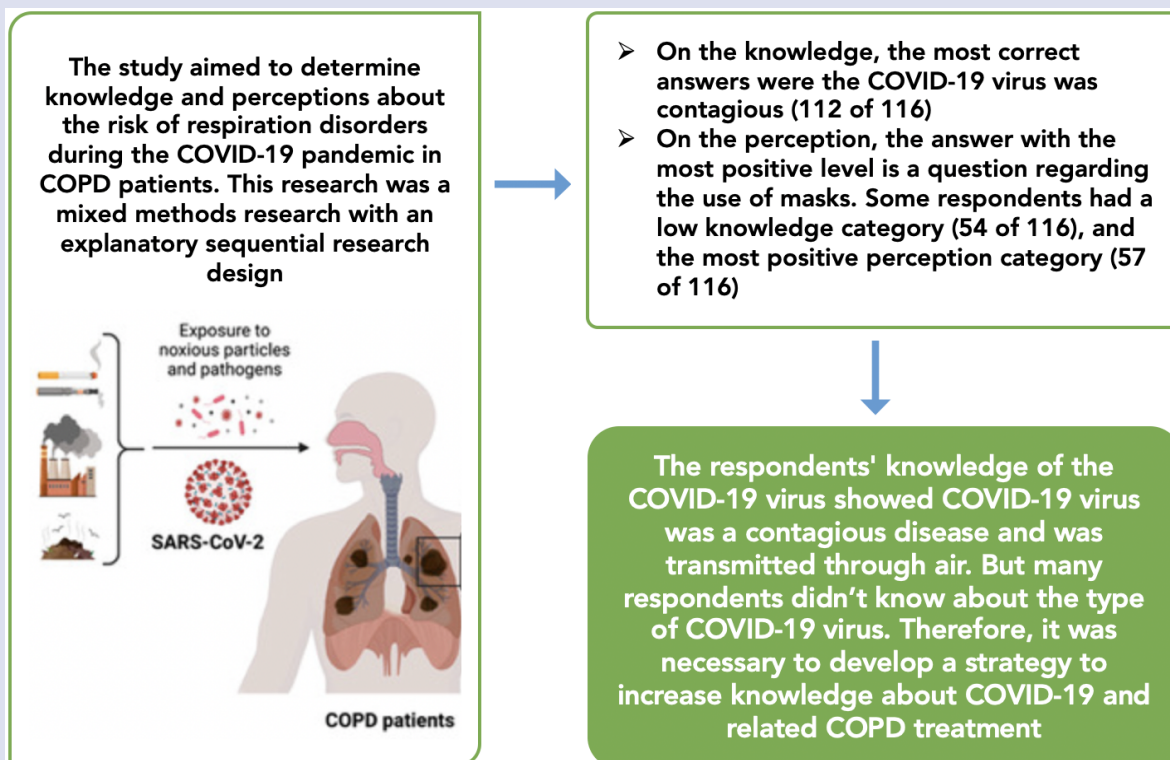 The study aimed to determine
knowledge and perceptions about
the risk of respiration disorders
during the COVID-19 pandemic in
COPD patients. This research was a
mixed methods research with an
explanatory sequential research
design
Exposure to
noxious particles
and pathogens
SARS-CoV-2
COPD patients
➢ On the knowledge, the most correct
answers were the COVID-19 virus was
contagious (112 of 116)
➢ On the perception, the answer with the
most positive level is a question regarding
the use of masks. Some respondents had a
low knowledge category (54 of 116), and
the most positive perception category (57
of 116)
The respondents' knowledge of the
COVID-19 virus showed COVID-19 virus
was a contagious disease and was
transmitted through air. But many
respondents didn’t know about the type
of COVID-19 virus. Therefore, it was
necessary to develop a strategy to
increase knowledge about COVID-19 and
related COPD treatment